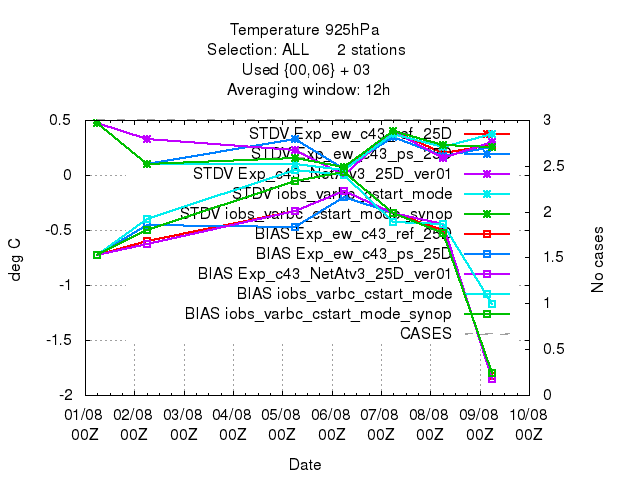 Temperature 925hPa
Selection: ALL 2 stations
Used {00,06} + 03
Averaging window: 12h
0.5
0
-0.5
-1
-1.5
-2
deg C
3
2.5
2
1.5
1
0.5
0
No cases
STDV Exp_ew_c43_ref_25D
STDV Exp_ew_c43_ps_25D
STDV Exp_c43_NetAtv3_25D_ver01
STDV iobs_varbc_cstart_mode
STDV iobs_varbc_cstart_mode_synop
BIAS Exp_ew_c43_ref_25D
BIAS Exp_ew_c43_ps_25D
BIAS Exp_c43_NetAtv3_25D_ver01
BIAS iobs_varbc_cstart_mode
BIAS iobs_varbc_cstart_mode_synop
CASES
01/08 02/08 03/08 04/08 05/08 06/08 07/08 08/08 09/08 10/08
00Z 00Z 00Z 00Z 00Z 00Z 00Z 00Z 00Z 00Z
Date